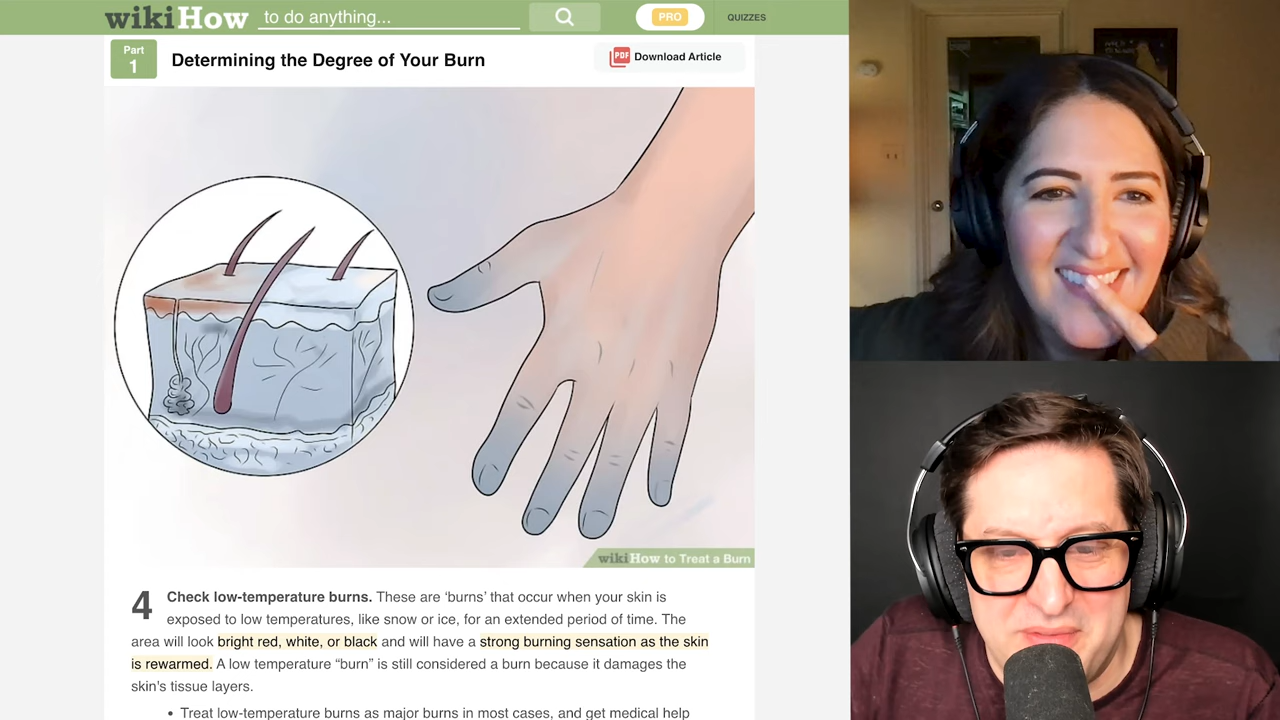 wikiHow to do anything...
PRO
QUIZZES
Part
1
Determining the Degree of Your Burn
PDF
Download Article
wikiHow to Treat a Burn
4
Check low-temperature burns. These are ‘burns’ that occur when your skin is
exposed to low temperatures, like snow or ice, for an extended period of time. The
area will look bright red, white, or black and will have a strong burning sensation as the skin
is rewarmed. A low temperature “burn” is still considered a burn because it damages the
skin's tissue layers.
• Treat low-temperature burns as major burns in most cases, and get medical help